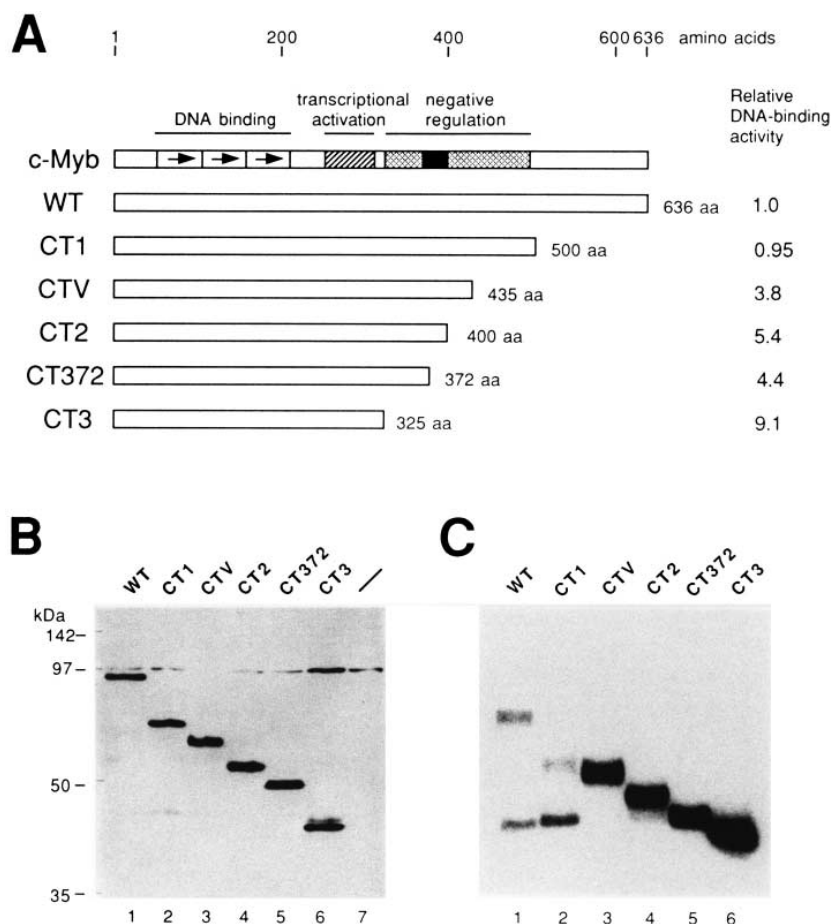 A
1 200 400 600 636 amino acids
DNA binding
transcriptional activation
negative regulation
Relative DNA-binding activity
c-Myb
WT 636 aa 1.0
CT1 500 aa 0.95
CTV 435 aa 3.8
CT2 400 aa 5.4
CT372 372 aa 4.4
CT3 325 aa 9.1
B
WT CT1 CTV CT2 CT372 CT3 —
kDa
142
97
50
35
1 2 3 4 5 6 7
C
WT CT1 CTV CT2 CT372 CT3
1 2 3 4 5 6